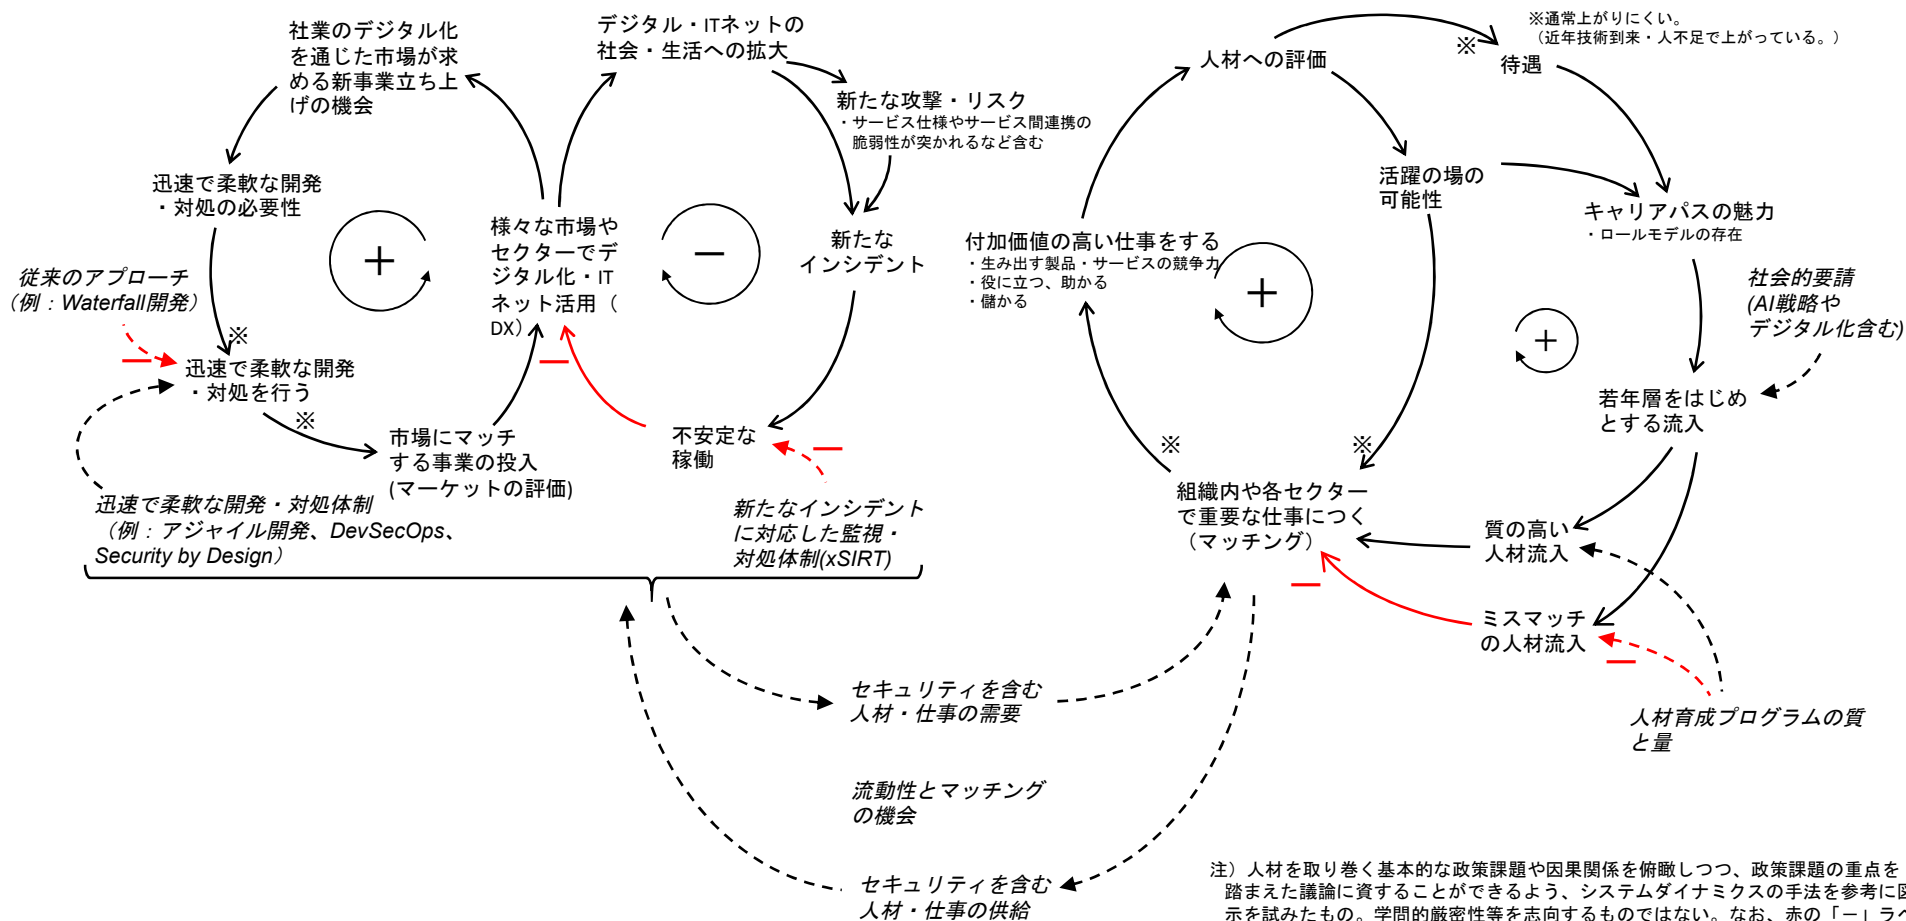 社業のデジタル化
を通じた市場が求
める新事業立ち上
げの機会
デジタル・ITネットの
社会・生活への拡大
新たな攻撃・リスク
・サービス仕様やサービス間連携の
脆弱性が突かれるなど含む
迅速で柔軟な開発
・対処の必要性
＋
様々な市場や
セクターでデ
ジタル化・IT
ネット活用（
DX）
－
新たな
インシデント
従来のアプローチ
（例：Waterfall開発）
※
－
迅速で柔軟な開発
・対処を行う
※
－
市場にマッチ
する事業の投入
(マーケットの評価)
不安定な
稼働
－
迅速で柔軟な開発・対処体制
（例：アジャイル開発、DevSecOps、
Security by Design）
新たなインシデント
に対応した監視・
対処体制(xSIRT)
人材への評価
※
待遇
※通常上がりにくい。
（近年技術到来・人不足で上がっている。）
活躍の場の
可能性
キャリアパスの魅力
・ロールモデルの存在
付加価値の高い仕事をする
・生み出す製品・サービスの競争力
・役に立つ、助かる
・儲かる
＋
＋
社会的要請
(AI戦略や
デジタル化含む)
若年層をはじめ
とする流入
※
※
組織内や各セクター
で重要な仕事につく
（マッチング）
質の高い
人材流入
－
ミスマッチ
の人材流入
－
人材育成プログラムの質
と量
セキュリティを含む
人材・仕事の需要
流動性とマッチング
の機会
セキュリティを含む
人材・仕事の供給
注）人材を取り巻く基本的な政策課題や因果関係を俯瞰しつつ、政策課題の重点を
踏まえた議論に資することができるよう、システムダイナミクスの手法を参考に図
示を試みたもの。学問的厳密性等を志向するものではない。なお、赤の「－」ラベ